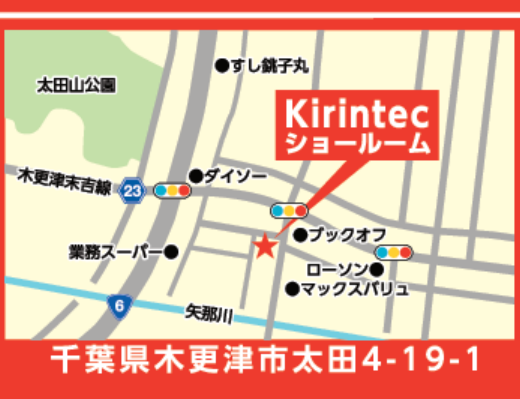 すし銚子丸
太田山公園
Kirintec
ショールーム
木更津末吉線
23
ダイソー
ブックオフ
業務スーパー
ローソン
マックスバリュ
6
矢那川
千葉県木更津市太田4-19-1